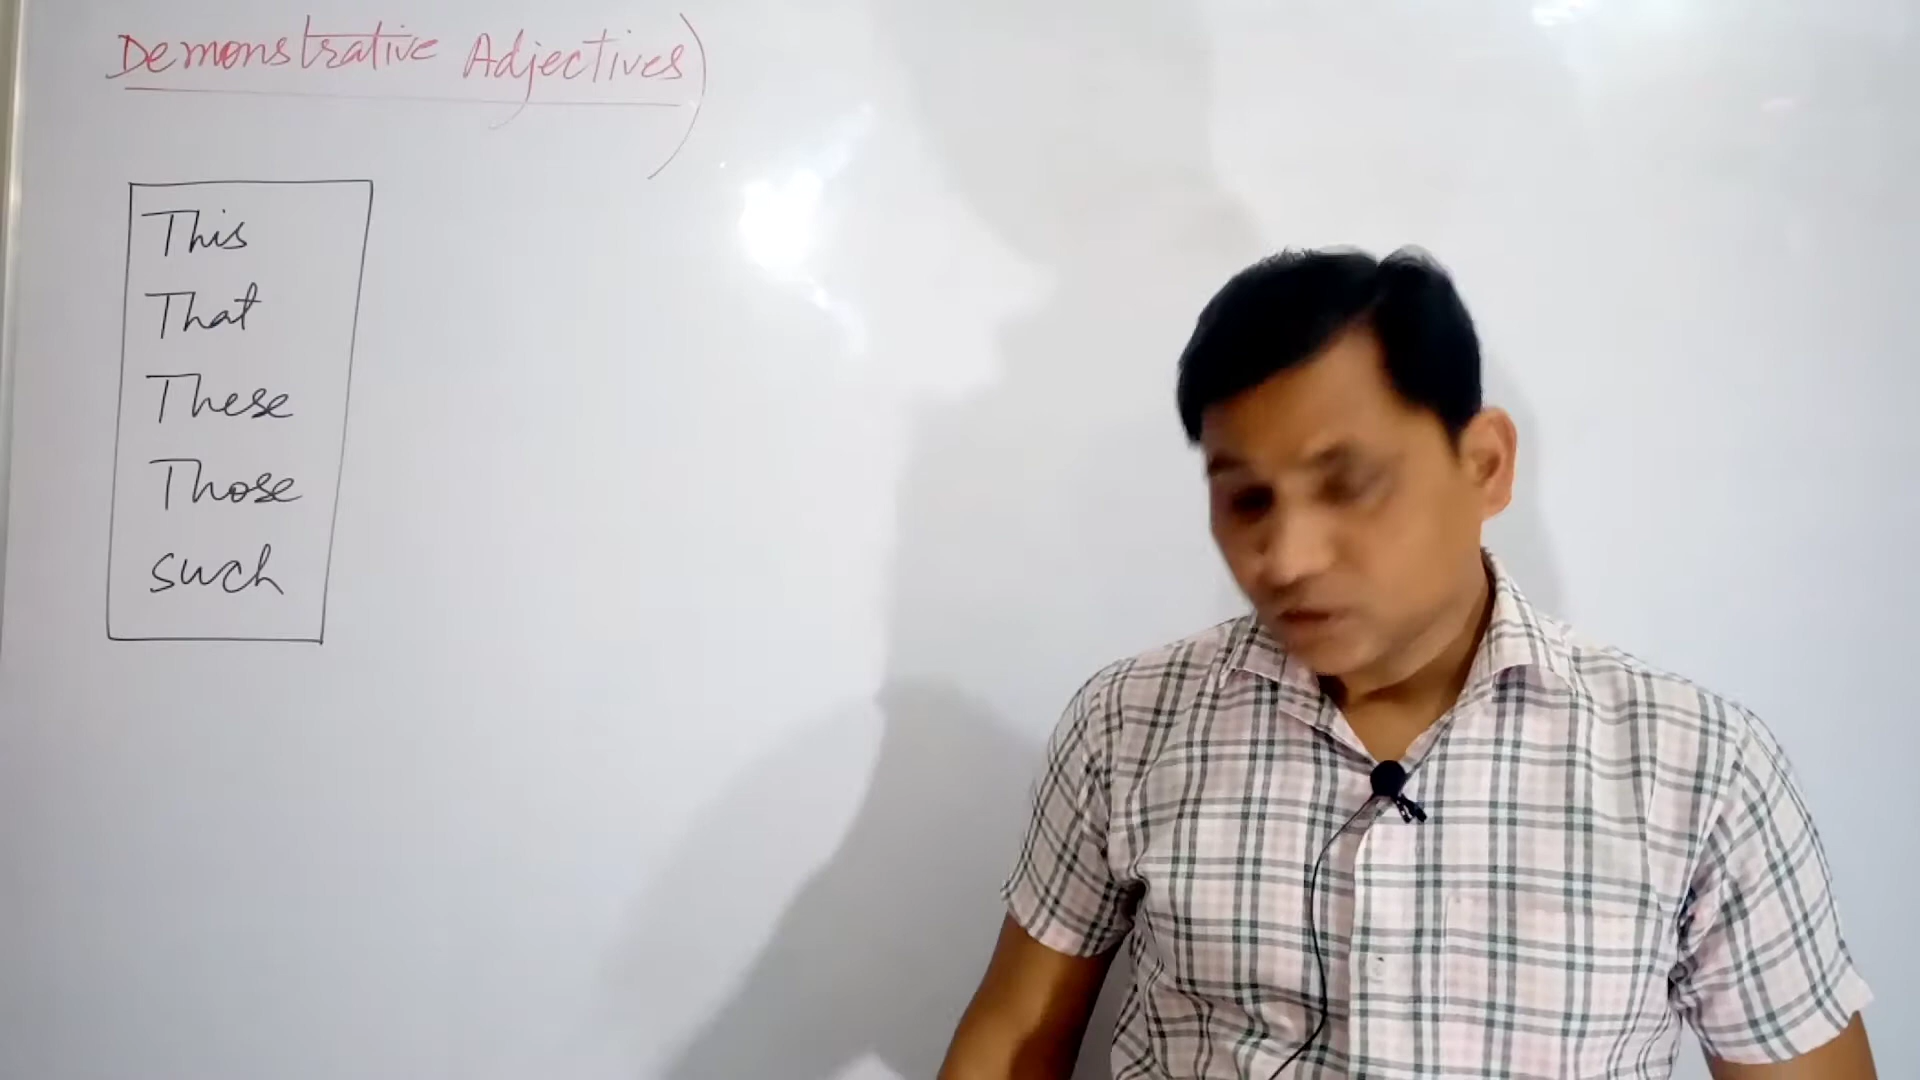 Demonstrative Adjectives)
This
That
These
Those
such